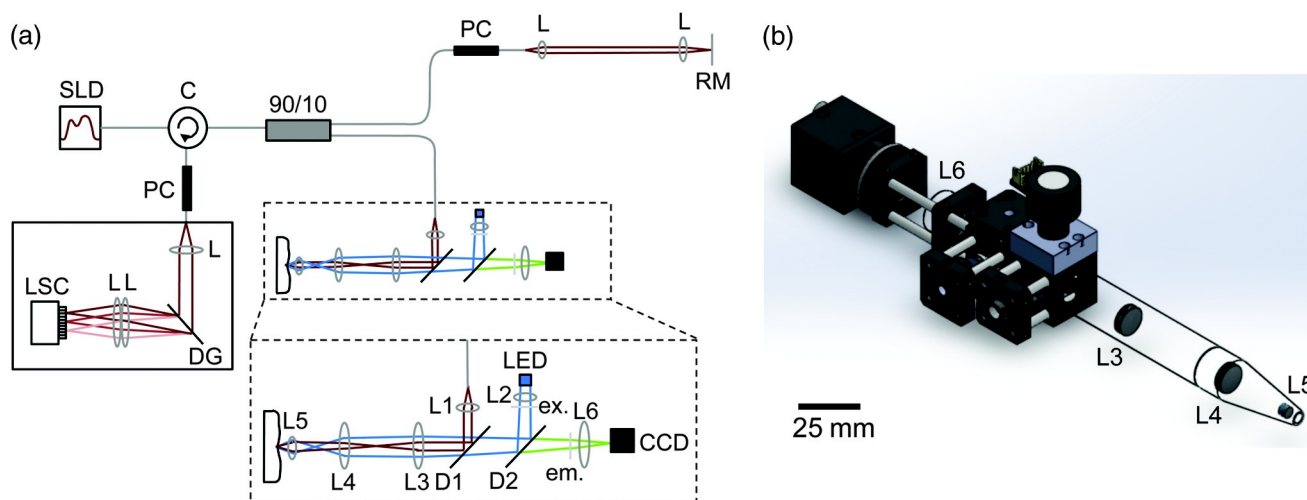 (a)
PC
L
L
RM
SLD
C
90/10
PC
L
LSC
L L
DG
LED
L1
L2
ex.
L6
L5
CCD
L4
L3
D1
D2
em.
(b)
L6
L3
L4
L5
25 mm